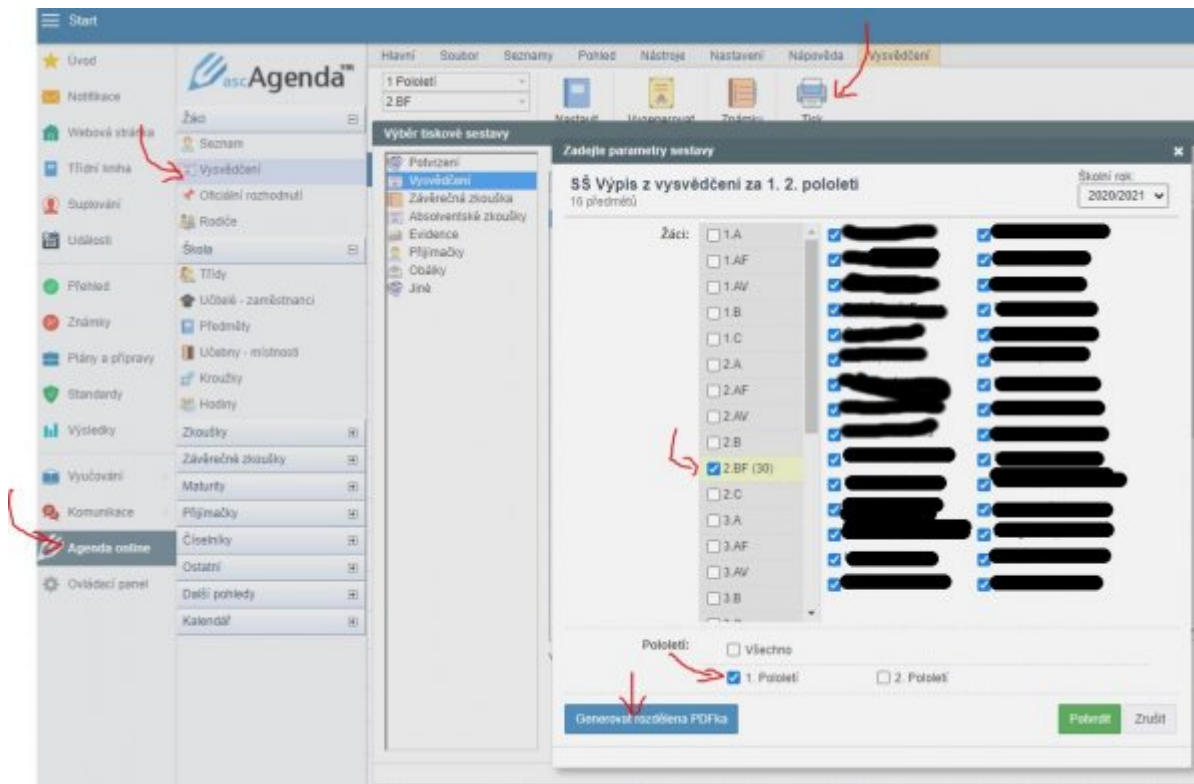 Start
Úvod
Notifikace
Webová stránka
Třídní kniha
Suplování
Události
Přehled
Známky
Plány a přípravy
Standardy
Výsledky
Vyučování
Komunikace
Agenda online
Ovládací panel
ascAgenda™
Žáci
Seznam
Vysvědčení
Oficiální rozhodnutí
Rodiče
Škola
Třídy
Učitelé - zaměstnanci
Předměty
Učebny - místnosti
Kroužky
Hodiny
Zkoušky
Závěrečné zkoušky
Maturity
Přijímačky
Číselníky
Ostatní
Další pohledy
Kalendář
Hlavní Soubor Seznamy Pohled Nástroje Nastavení Nápověda Vysvědčení
1 Pololetí
2.BF
Nastavit Vygenerovat Známky Tisk
Výběr tiskové sestavy
Potvrzení
Vysvědčení
Závěrečná zkouška
Absolventské zkoušky
Evidence
Přijímačky
Obálky
Jiné
Zadejte parametry sestavy
SŠ Výpis z vysvědčení za 1. 2. pololetí
16 předmětů
Školní rok:
2020/2021
Žáci:
1.A
1.AF
1.AV
1.B
1.C
2.A
2.AF
2.AV
2.B
2.BF (30)
2.C
3.A
3.AF
3.AV
3.B
Pololetí:
Všechno
1. Pololetí 2. Pololetí
Generovat rozdělená PDFka
Potvrdit Zrušit